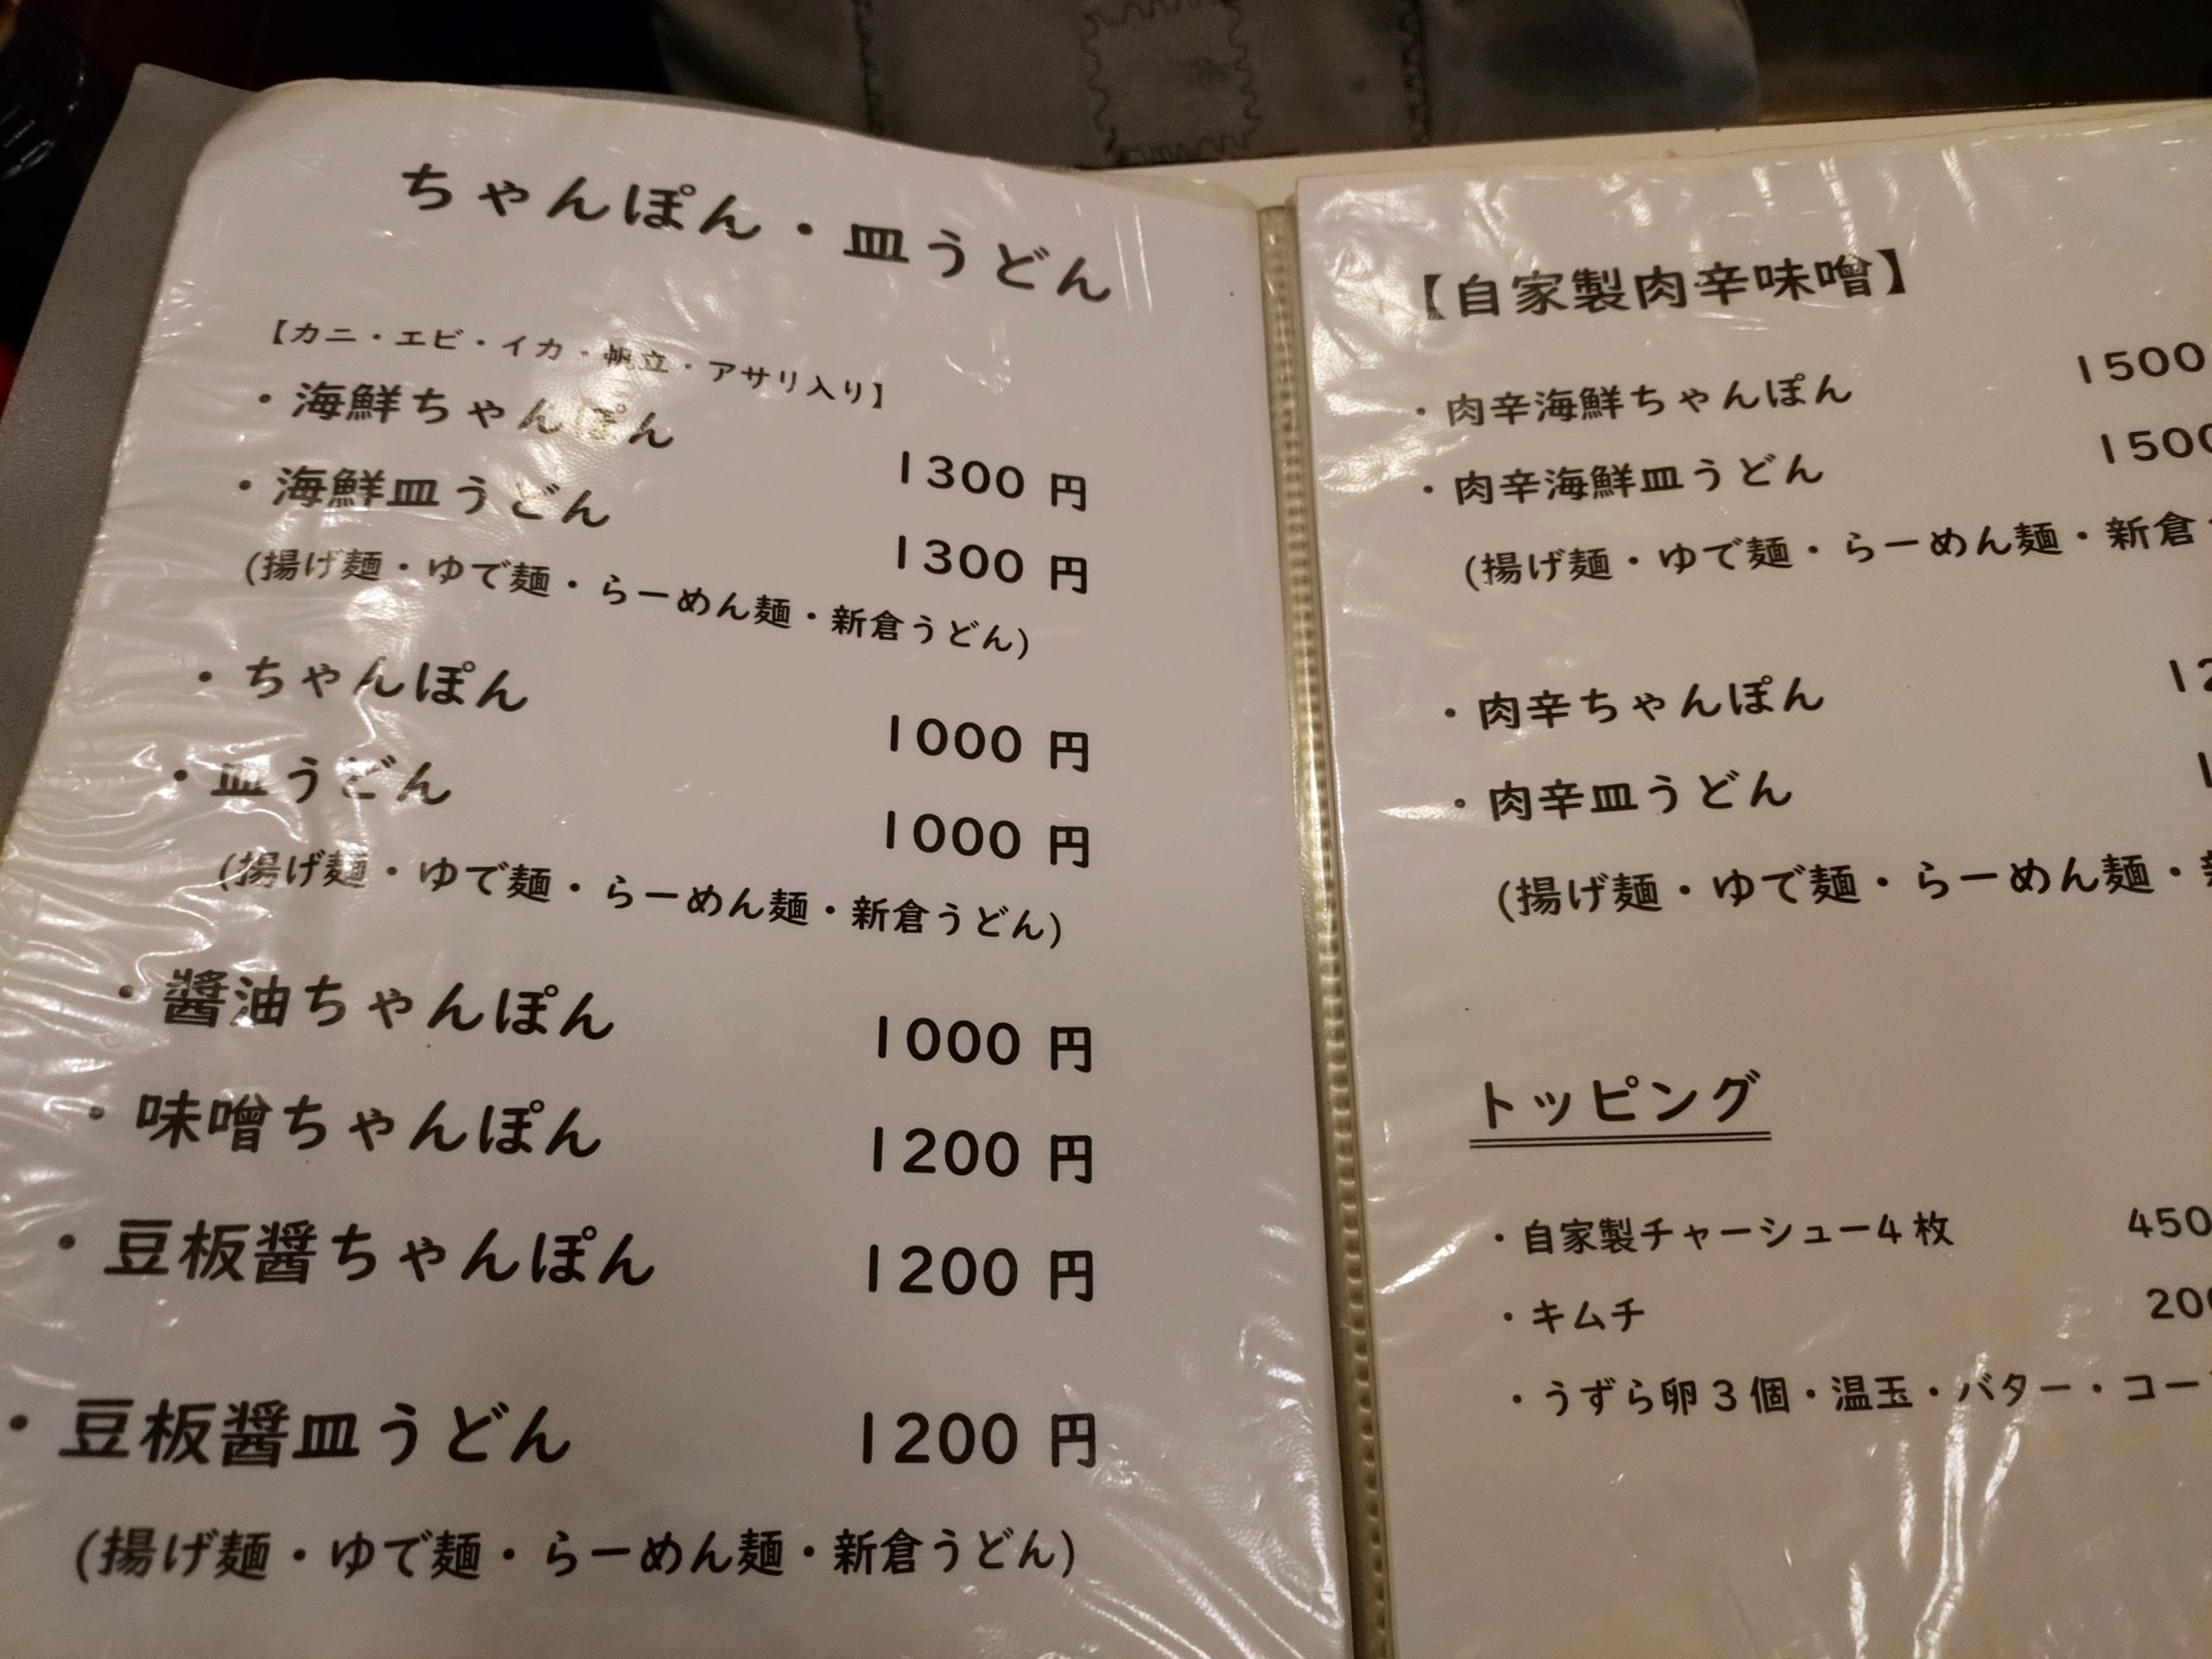 ちゃんぽん・皿うどん
【カニ・エビ・イカ・帆立・アサリ入り】
・海鮮ちゃんぽん 1300 円
・海鮮皿うどん 1300 円
(揚げ麺・ゆで麺・らーめん麺・新倉うどん)
・ちゃんぽん 1000 円
・皿うどん 1000 円
(揚げ麺・ゆで麺・らーめん麺・新倉うどん)
・醤油ちゃんぽん 1000 円
・味噌ちゃんぽん 1200 円
・豆板醤ちゃんぽん 1200 円
・豆板醤皿うどん 1200 円
(揚げ麺・ゆで麺・らーめん麺・新倉うどん)
【自家製肉辛味噌】
・肉辛海鮮ちゃんぽん 1500
・肉辛海鮮皿うどん 1500
(揚げ麺・ゆで麺・らーめん麺・新倉
・肉辛ちゃんぽん 12
・肉辛皿うどん 1
(揚げ麺・ゆで麺・らーめん麺・
トッピング
・自家製チャーシュー4 枚 450
・キムチ 200
・うずら卵 3 個・温玉・バター・コー